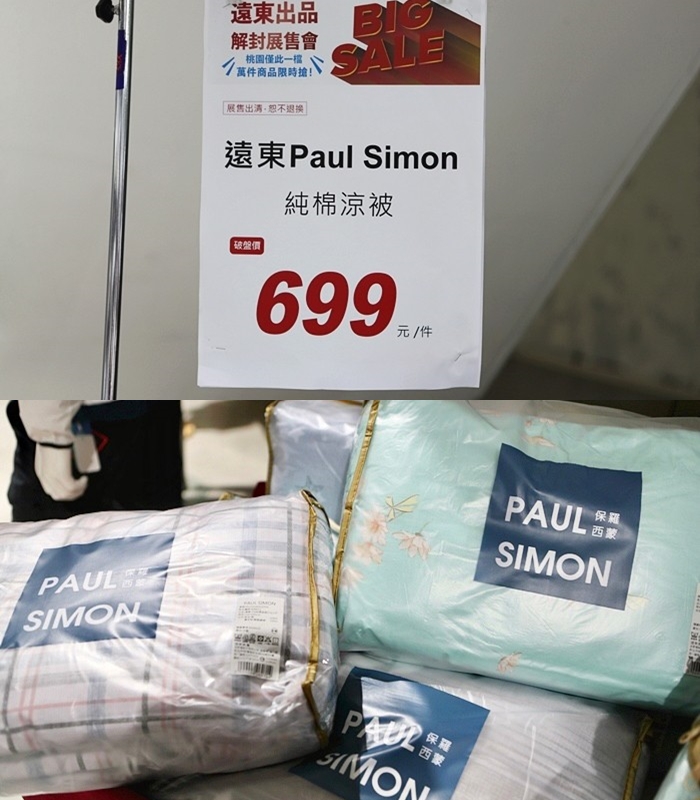 遠東出品
解封展售會
桃園僅此一檔
萬件商品限時搶!
BIG
SALE
展售出清‧恕不退換
遠東Paul Simon
純棉涼被
破盤價
699
元/件
PAUL 保羅
SIMON 西蒙
PAUL 保羅
SIMON 西蒙
PAUL SIMON
PAUL 保羅
SIMON 西蒙